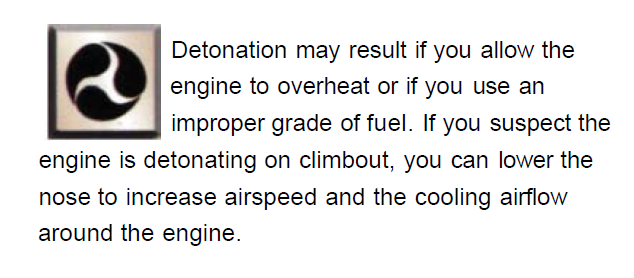 Detonation may result if you allow the
engine to overheat or if you use an
improper grade of fuel. If you suspect the
engine is detonating on climbout, you can lower the
nose to increase airspeed and the cooling airflow
around the engine.